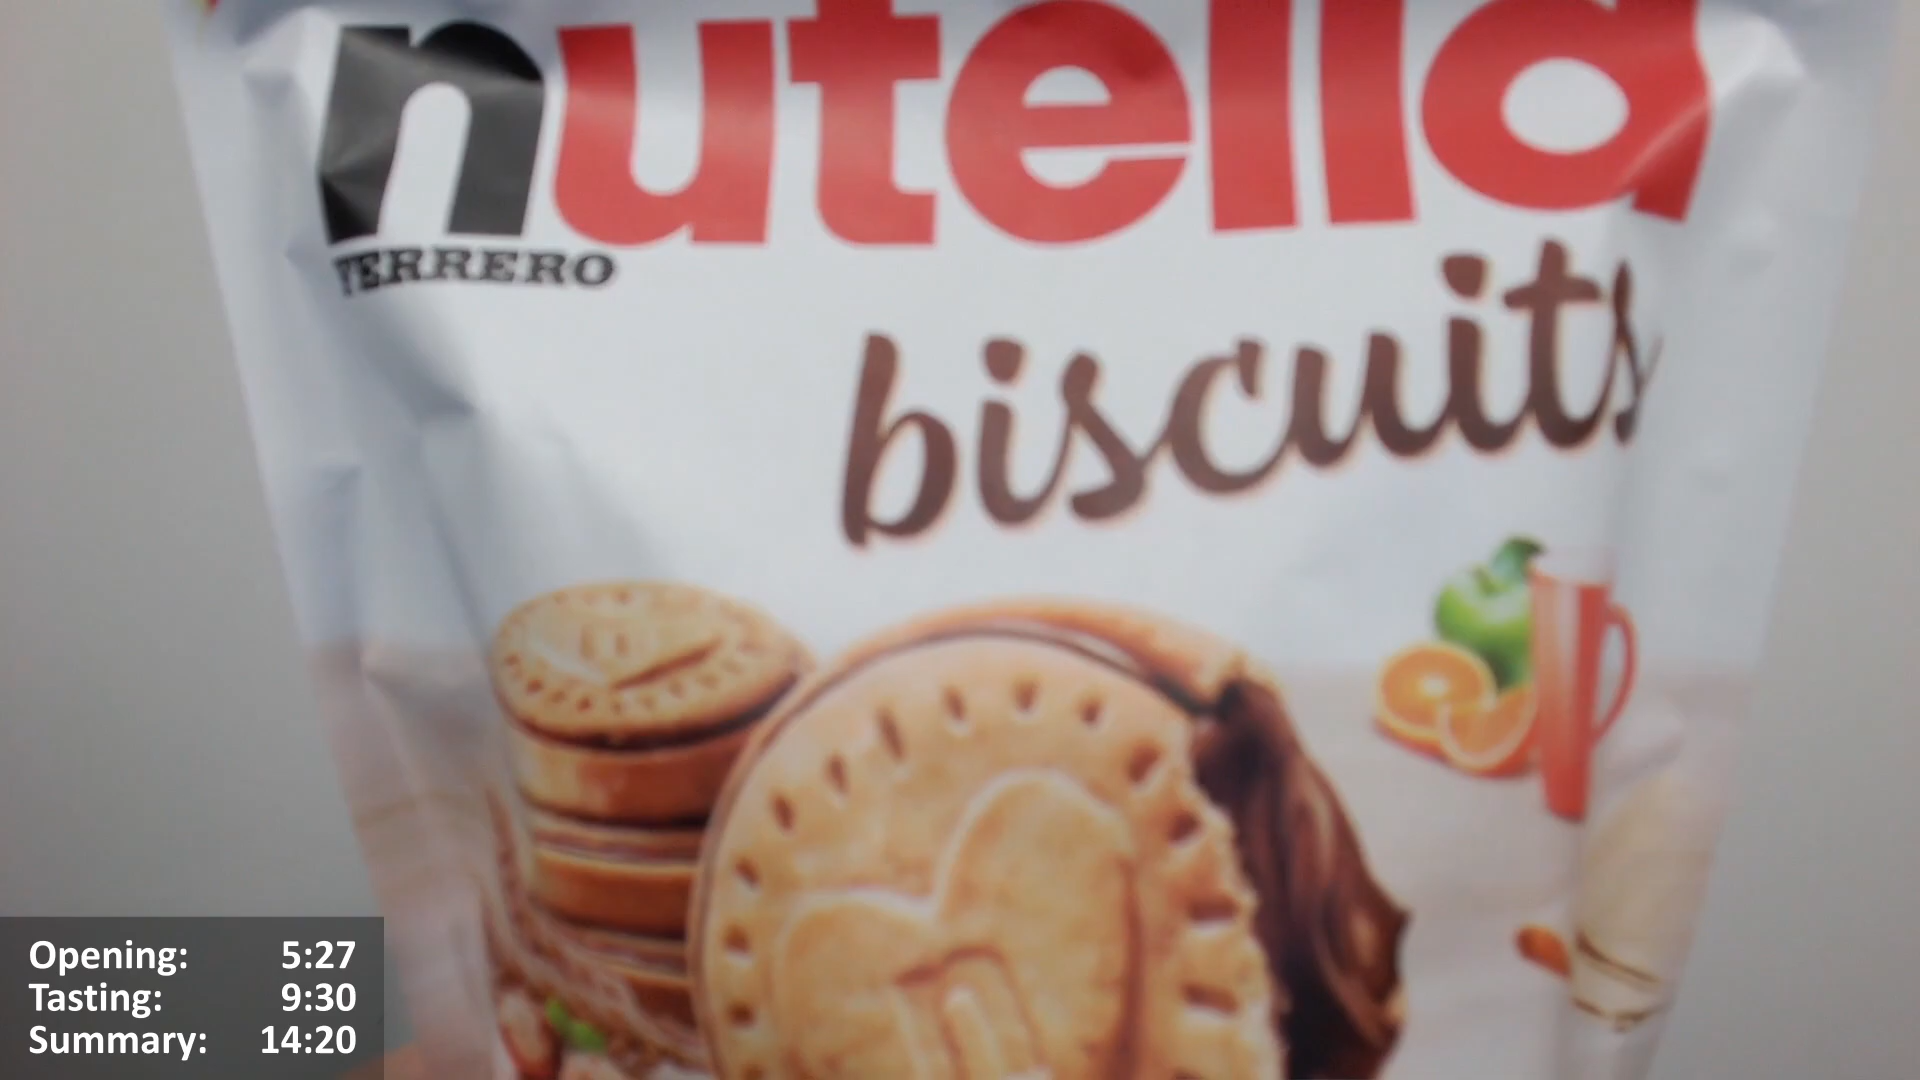 nutella
FERRERO
biscuits
n
Opening: 5:27
Tasting: 9:30
Summary: 14:20